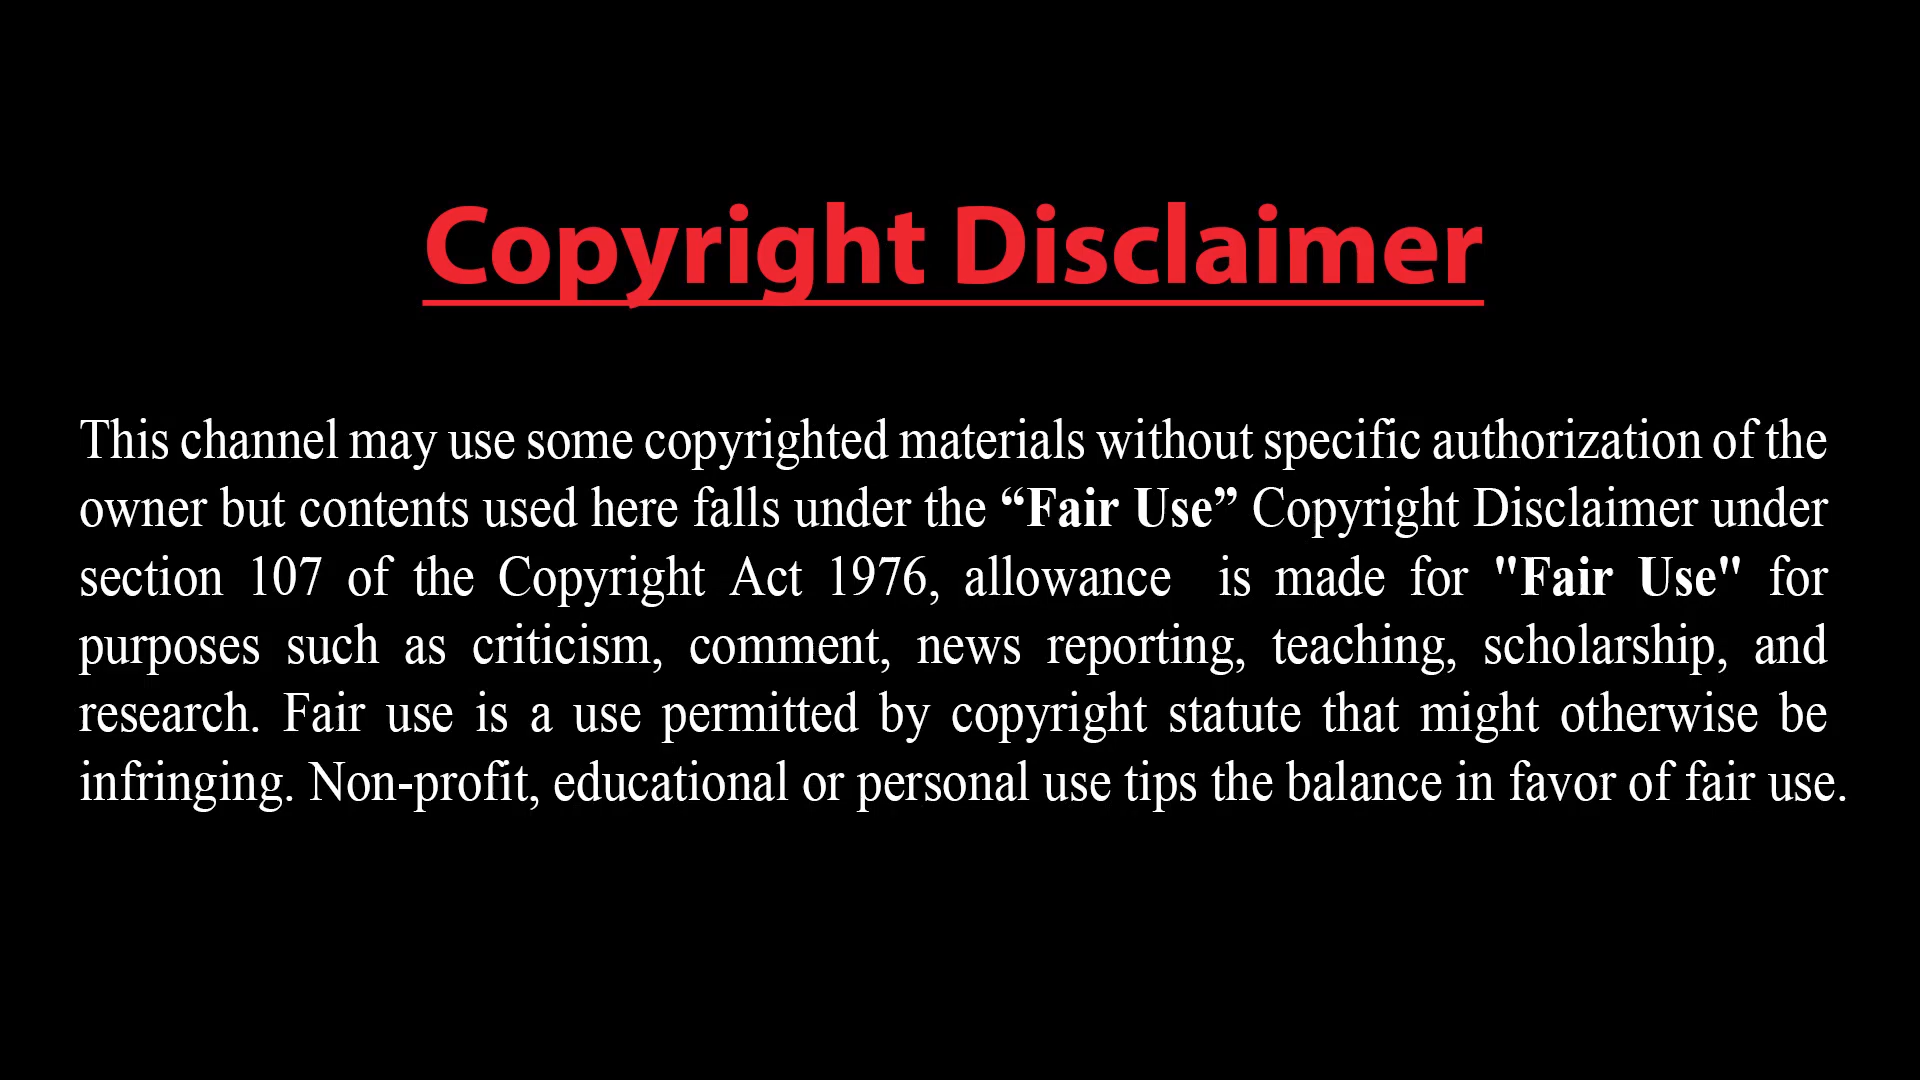 Copyright Disclaimer
This channel may use some copyrighted materials without specific authorization of the
owner but contents used here falls under the “Fair Use” Copyright Disclaimer under
section 107 of the Copyright Act 1976, allowance  is made for "Fair Use" for
purposes such as criticism, comment, news reporting, teaching, scholarship, and
research. Fair use is a use permitted by copyright statute that might otherwise be
infringing. Non-profit, educational or personal use tips the balance in favor of fair use.